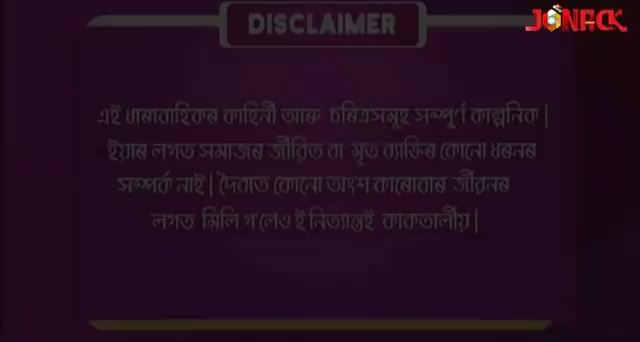 DISCLAIMER
JONACK
এই ধাৰাবাহিকৰ কাহিনী আৰু চৰিত্ৰসমূহ সম্পূৰ্ণ কাল্পনিক |
ইয়াৰ লগত সমাজৰ জীৱিত বা মৃত ব্যক্তিৰ কোনো ধৰনৰ
সম্পৰ্ক নাই | দৈবাত কোনো অংশ কাৰোবাৰ জীৱনৰ
লগত মিলি গ'লেও ই নিত্যান্তই কাকতালীয় |